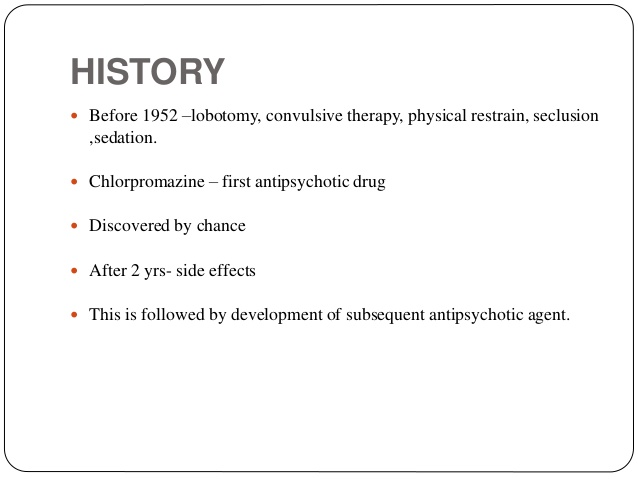 HISTORY
• Before 1952 –lobotomy, convulsive therapy, physical restrain, seclusion
,sedation.
• Chlorpromazine – first antipsychotic drug
• Discovered by chance
• After 2 yrs- side effects
• This is followed by development of subsequent antipsychotic agent.